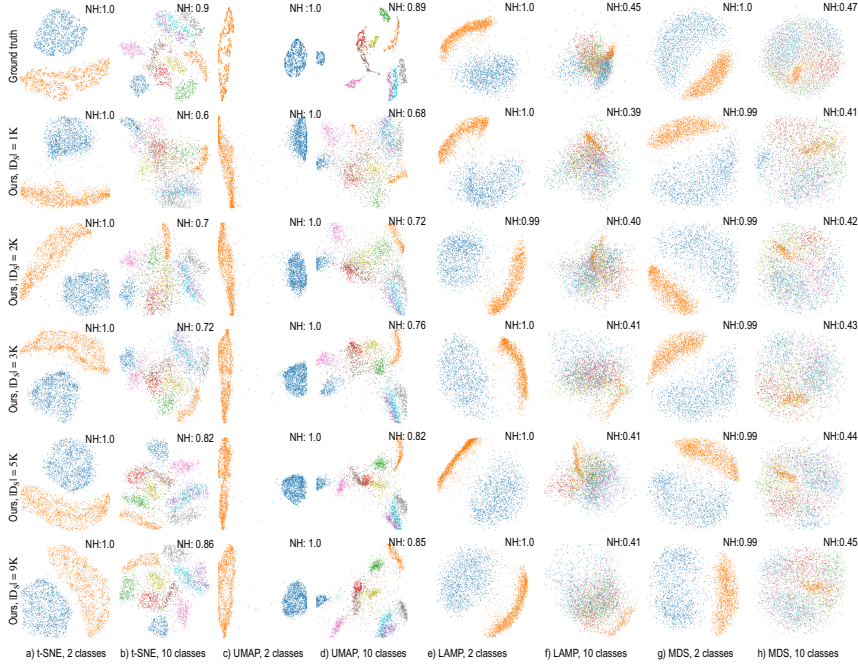 Ground truth
NH:1.0 NH:0.9 NH:1.0 NH:0.89 NH:1.0 NH:0.45 NH:1.0 NH:0.47
Ours, |Ds| = 1K
NH:1.0 NH: 0.6 NH: 1.0 NH: 0.68 NH:1.0 NH:0.39 NH:0.99 NH:0.41
Ours, |Ds| = 2K
NH:1.0 NH: 0.7 NH: 1.0 NH: 0.72 NH:0.99 NH: 0.40 NH:0.99 NH: 0.42
Ours, |Ds| = 3K
NH:1.0 NH: 0.72 NH: 1.0 NH: 0.76 NH:1.0 NH:0.41 NH:0.99 NH:0.43
Ours, |Ds| = 5K
NH:1.0 NH: 0.82 NH: 1.0 NH: 0.82 NH:1.0 NH:0.41 NH:0.99 NH: 0.44
Ours, |Ds| = 9K
NH:1.0 NH: 0.86 NH: 1.0 NH: 0.85 NH:1.0 NH:0.41 NH:0.99 NH:0.45
a) t-SNE, 2 classes b) t-SNE, 10 classes c) UMAP, 2 classes d) UMAP, 10 classes e) LAMP, 2 classes f) LAMP, 10 classes g) MDS, 2 classes h) MDS, 10 classes